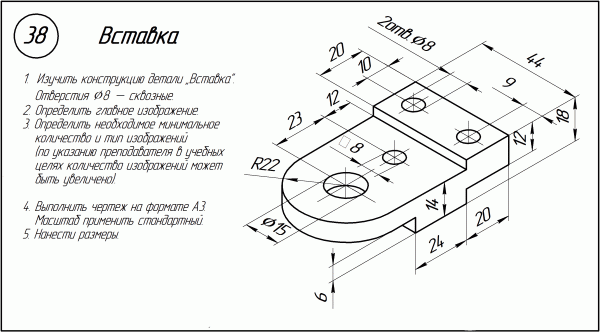 38
Вставка
1. Изучить конструкцию детали „Вставка".
Отверстия ⌀8 — сквозные.
2. Определить главное изображение.
3. Определить необходимое минимальное
количество и тип изображений
(по указанию преподавателя в учебных
целях количество изображений может
быть увеличено).
4. Выполнить чертеж на формате А3.
Масштаб применить стандартный.
5. Нанести размеры.
2отв.⌀8
20
10
44
9
12
23
18
12
□8
R22
14
20
⌀15
24
6